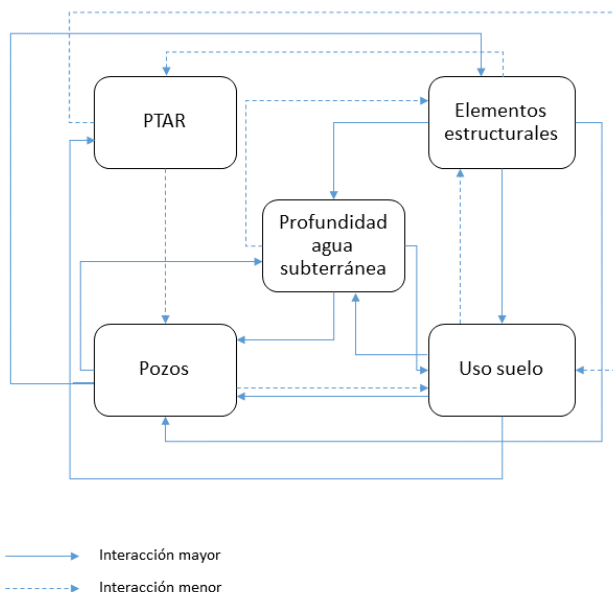 PTAR
Elementos
estructurales
Profundidad
agua
subterránea
Pozos
Uso suelo
Interacción mayor
Interacción menor